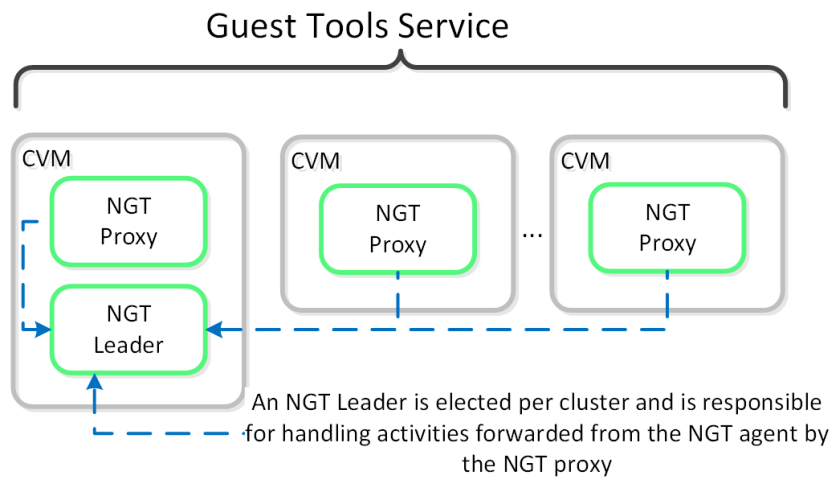 Guest Tools Service
CVM
NGT
Proxy
NGT
Leader
CVM
NGT
Proxy
...
CVM
NGT
Proxy
An NGT Leader is elected per cluster and is responsible
for handling activities forwarded from the NGT agent by
the NGT proxy